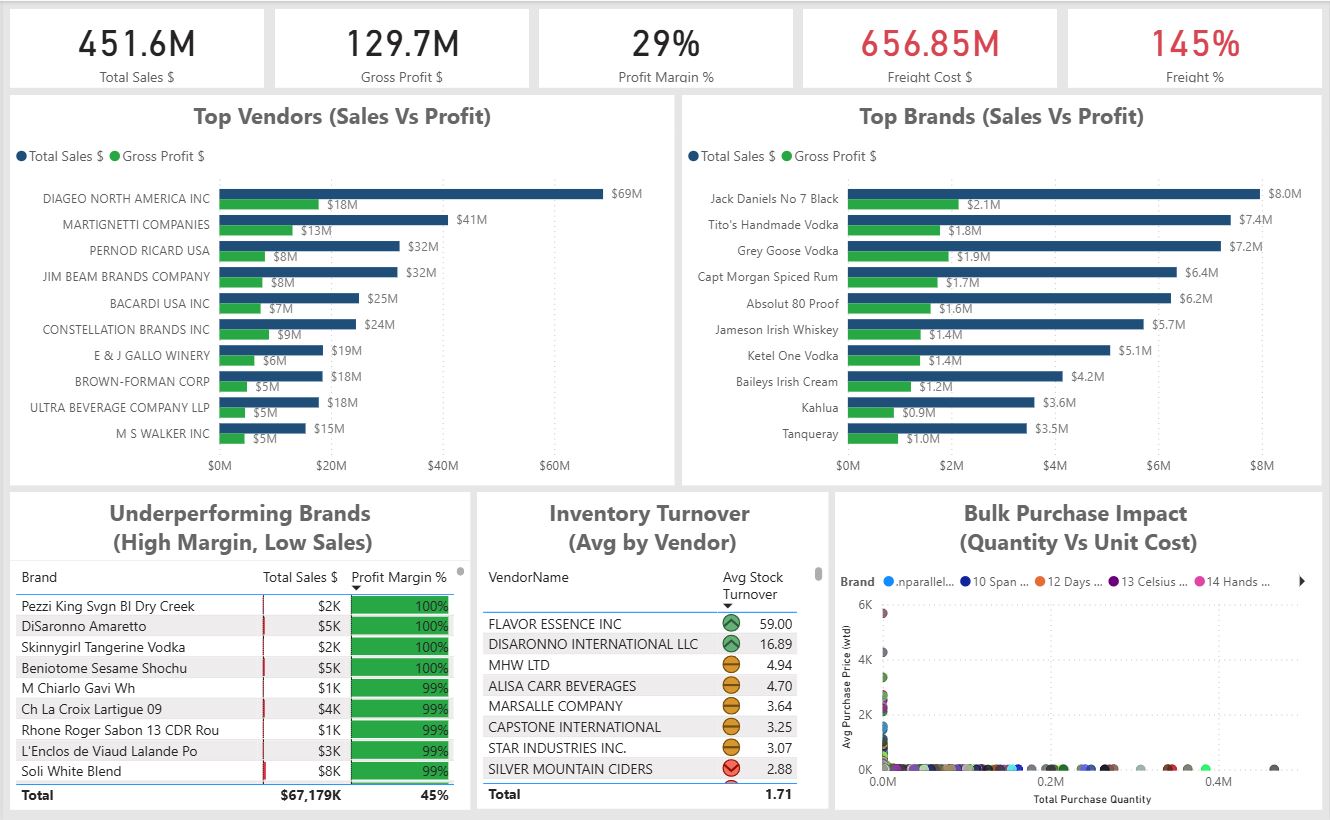 451.6M
Total Sales $
129.7M
Gross Profit $
29%
Profit Margin %
656.85M
Freight Cost $
145%
Freight %
Top Vendors (Sales Vs Profit)
Total Sales $ Gross Profit $
DIAGEO NORTH AMERICA INC $69M
$18M
MARTIGNETTI COMPANIES $41M
$13M
PERNOD RICARD USA $32M
$8M
JIM BEAM BRANDS COMPANY $32M
$8M
BACARDI USA INC $25M
$7M
CONSTELLATION BRANDS INC $24M
$9M
E & J GALLO WINERY $19M
$6M
BROWN-FORMAN CORP $18M
$5M
ULTRA BEVERAGE COMPANY LLP $18M
$5M
M S WALKER INC $15M
$5M
$0M $20M $40M $60M
Top Brands (Sales Vs Profit)
Total Sales $ Gross Profit $
Jack Daniels No 7 Black $8.0M
$2.1M
Tito's Handmade Vodka $7.4M
$1.8M
Grey Goose Vodka $7.2M
$1.9M
Capt Morgan Spiced Rum $6.4M
$1.7M
Absolut 80 Proof $6.2M
$1.6M
Jameson Irish Whiskey $5.7M
$1.4M
Ketel One Vodka $5.1M
$1.4M
Baileys Irish Cream $4.2M
$1.2M
Kahlua $3.6M
$0.9M
Tanqueray $3.5M
$1.0M
$0M $2M $4M $6M $8M
Underperforming Brands
(High Margin, Low Sales)
Brand Total Sales $ Profit Margin %
Pezzi King Svgn Bl Dry Creek $2K 100%
DiSaronno Amaretto $5K 100%
Skinnygirl Tangerine Vodka $2K 100%
Beniotome Sesame Shochu $5K 100%
M Chiarlo Gavi Wh $1K 99%
Ch La Croix Lartigue 09 $4K 99%
Rhone Roger Sabon 13 CDR Rou $1K 99%
L'Enclos de Viaud Lalande Po $3K 99%
Soli White Blend $8K 99%
Total $67,179K 45%
Inventory Turnover
(Avg by Vendor)
VendorName Avg Stock
Turnover
FLAVOR ESSENCE INC 59.00
DISARONNO INTERNATIONAL LLC 16.89
MHW LTD 4.94
ALISA CARR BEVERAGES 4.70
MARSALLE COMPANY 3.64
CAPSTONE INTERNATIONAL 3.25
STAR INDUSTRIES INC. 3.07
SILVER MOUNTAIN CIDERS 2.88
Total 1.71
Bulk Purchase Impact
(Quantity Vs Unit Cost)
Brand .nparallel... 10 Span ... 12 Days ... 13 Celsius ... 14 Hands ...
Avg Purchase Price (wtd)
6K
4K
2K
0K
0.0M 0.2M 0.4M
Total Purchase Quantity